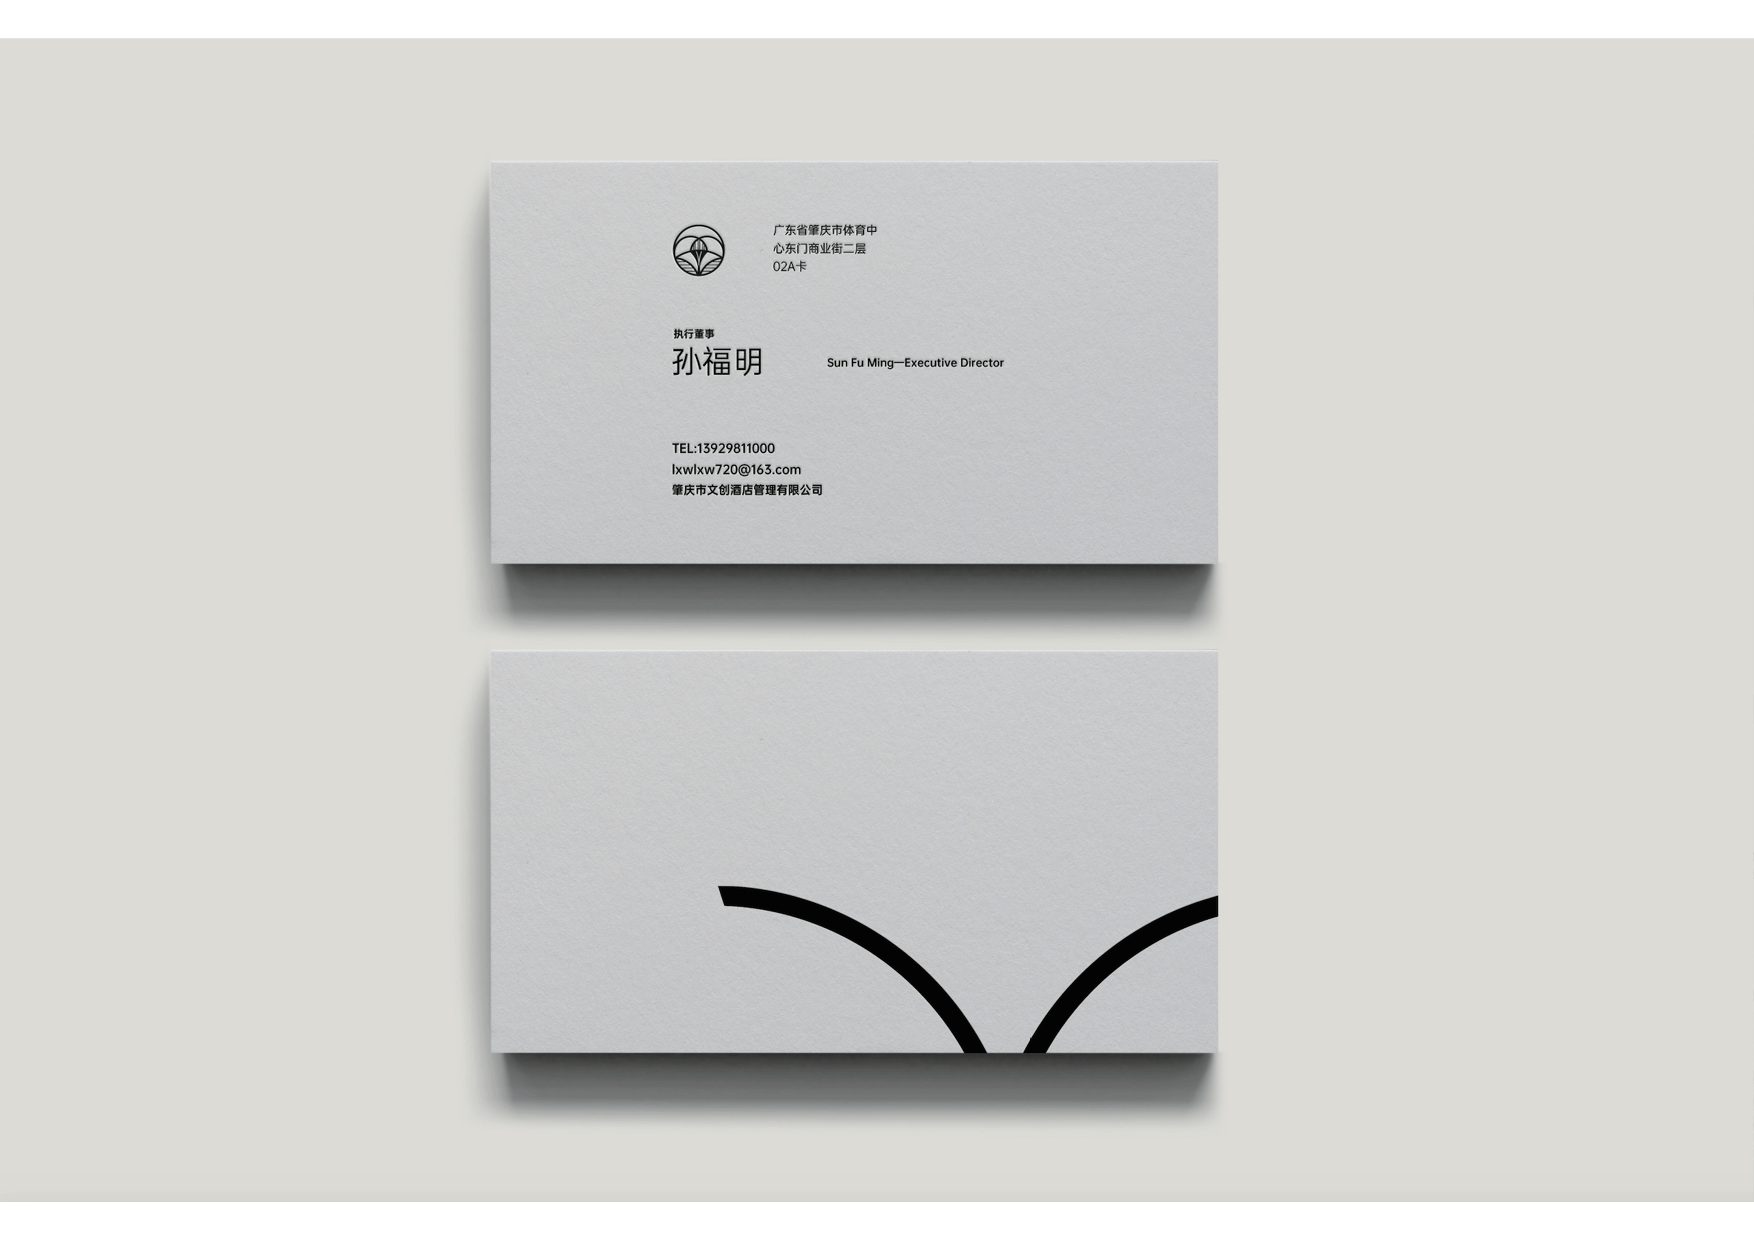 广东省肇庆市体育中
心东门商业街二层
02A卡
执行董事
孙福明
Sun Fu Ming—Executive Director
TEL:13929811000
lxwlxw720@163.com
肇庆市文创酒店管理有限公司